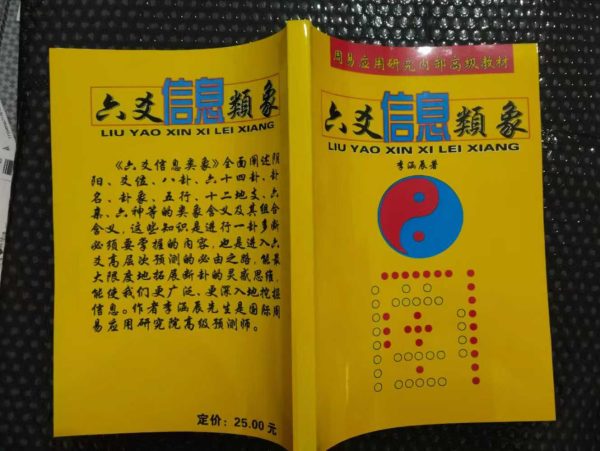 六爻信息類象
LIU YAO XIN XI LEI XIANG
《六爻信息类象》全面阐述阴
阳、爻位、八卦、六十四卦、卦
名、卦象、五行、十二地支、六
亲、六神等的类象含义及其组合
含义，这些知识是进行一卦多断
必须要掌握的内容，也是进入六
爻高层次预测的必由之路，能最
大限度地拓展断卦的灵感思维，
能使我们更广泛、更深入地挖掘
信息。作者李涵辰先生是国际周
易应用研究院高级预测师。
定价：25.00 元
周易应用研究内部高级教材
六爻信息類象
LIU YAO XIN XI LEI XIANG
李涵辰著